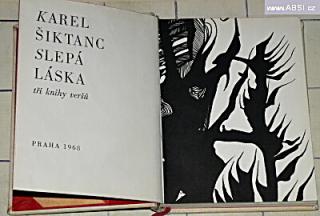 www.ABSI.cz
KAREL
ŠIKTANC
SLEPÁ
LÁSKA
tři knihy veršů
PRAHA 1968